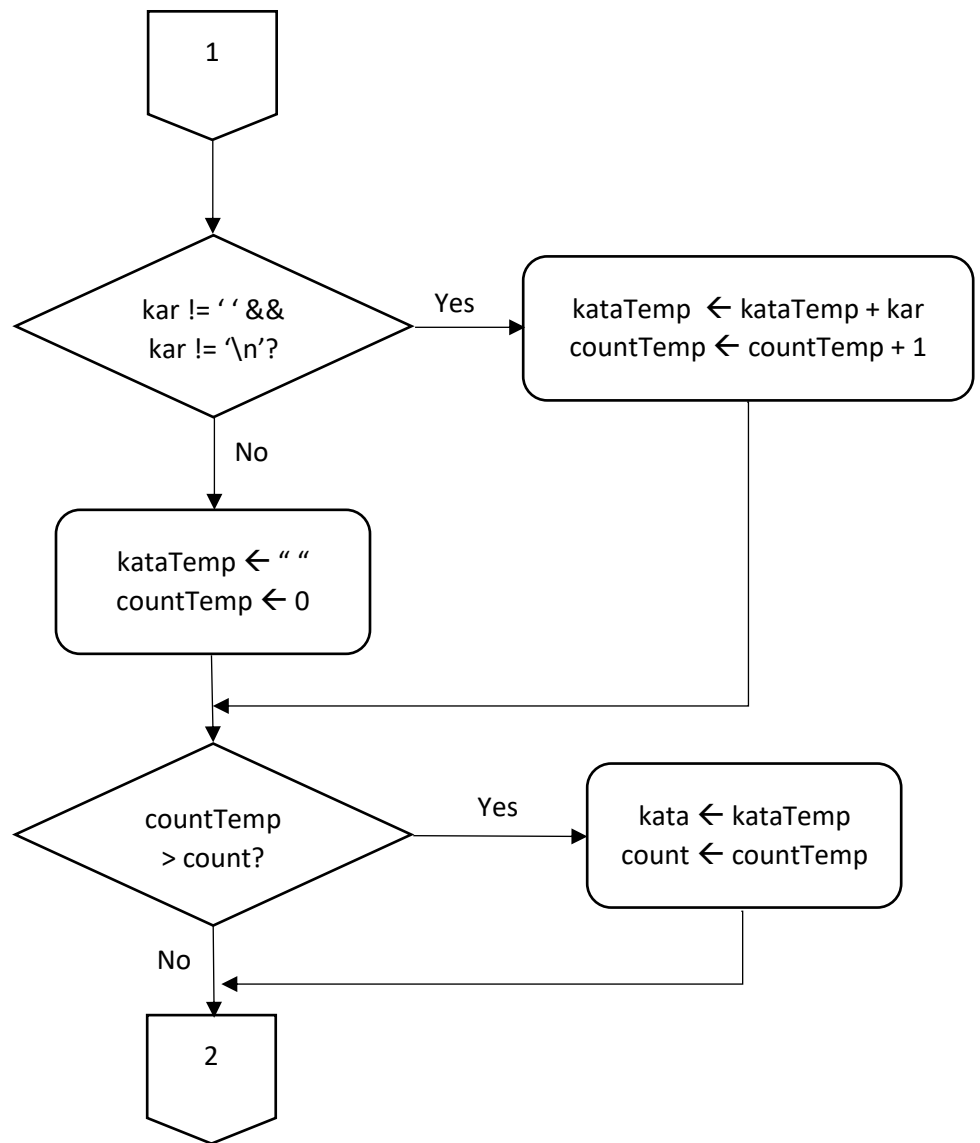 1
kar != ‘ ‘ &&
kar != ‘\n’?
Yes
kataTemp ← kataTemp + kar
countTemp ← countTemp + 1
No
kataTemp ← “ “
countTemp ← 0
countTemp
> count?
Yes
kata ← kataTemp
count ← countTemp
No
2